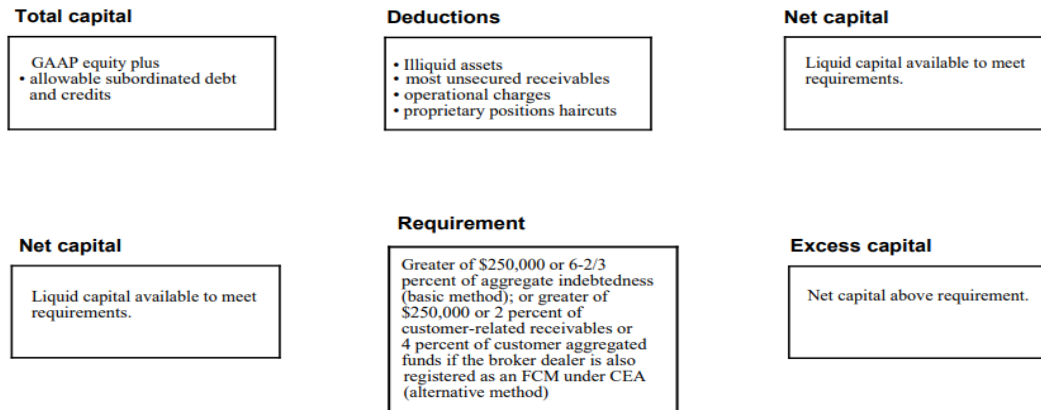 Total capital
GAAP equity plus
• allowable subordinated debt
and credits
Deductions
• Illiquid assets
• most unsecured receivables
• operational charges
• proprietary positions haircuts
Net capital
Liquid capital available to meet
requirements.
Net capital
Liquid capital available to meet
requirements.
Requirement
Greater of $250,000 or 6-2/3
percent of aggregate indebtedness
(basic method); or greater of
$250,000 or 2 percent of
customer-related receivables or
4 percent of customer aggregated
funds if the broker dealer is also
registered as an FCM under CEA
(alternative method)
Excess capital
Net capital above requirement.